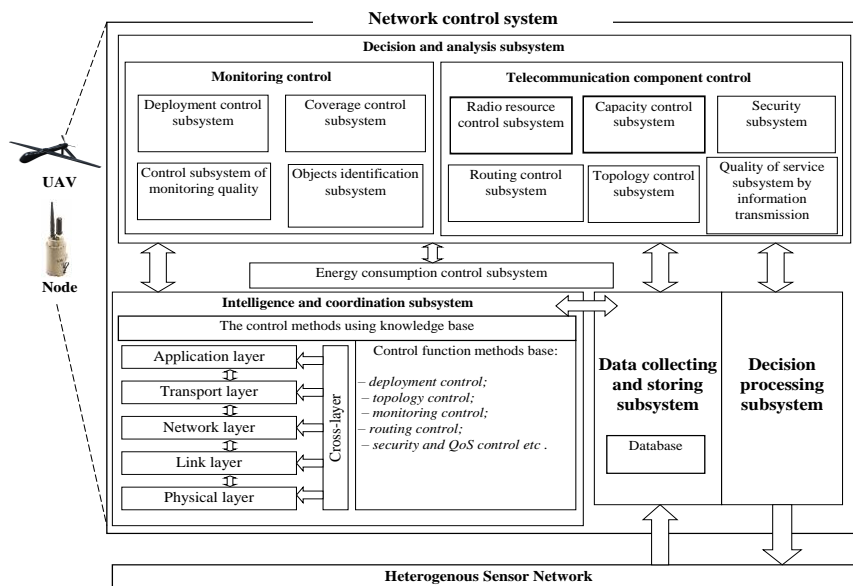 Network control system
Decision and analysis subsystem
Monitoring control
Deployment control
subsystem
Coverage control
subsystem
Control subsystem of
monitoring quality
Objects identification
subsystem
Telecommunication component control
Radio resource
control subsystem
Capacity control
subsystem
Security
subsystem
Routing control
subsystem
Topology control
subsystem
Quality of service
subsystem by
information
transmission
UAV
Node
Energy consumption control subsystem
Intelligence and coordination subsystem
The control methods using knowledge base
Application layer
Transport layer
Network layer
Link layer
Physical layer
Cross-layer
Control function methods base:
– deployment control;
– topology control;
– monitoring control;
– routing control;
– security and QoS control etc .
Data collecting
and storing
subsystem
Database
Decision
processing
subsystem
Heterogenous Sensor Network